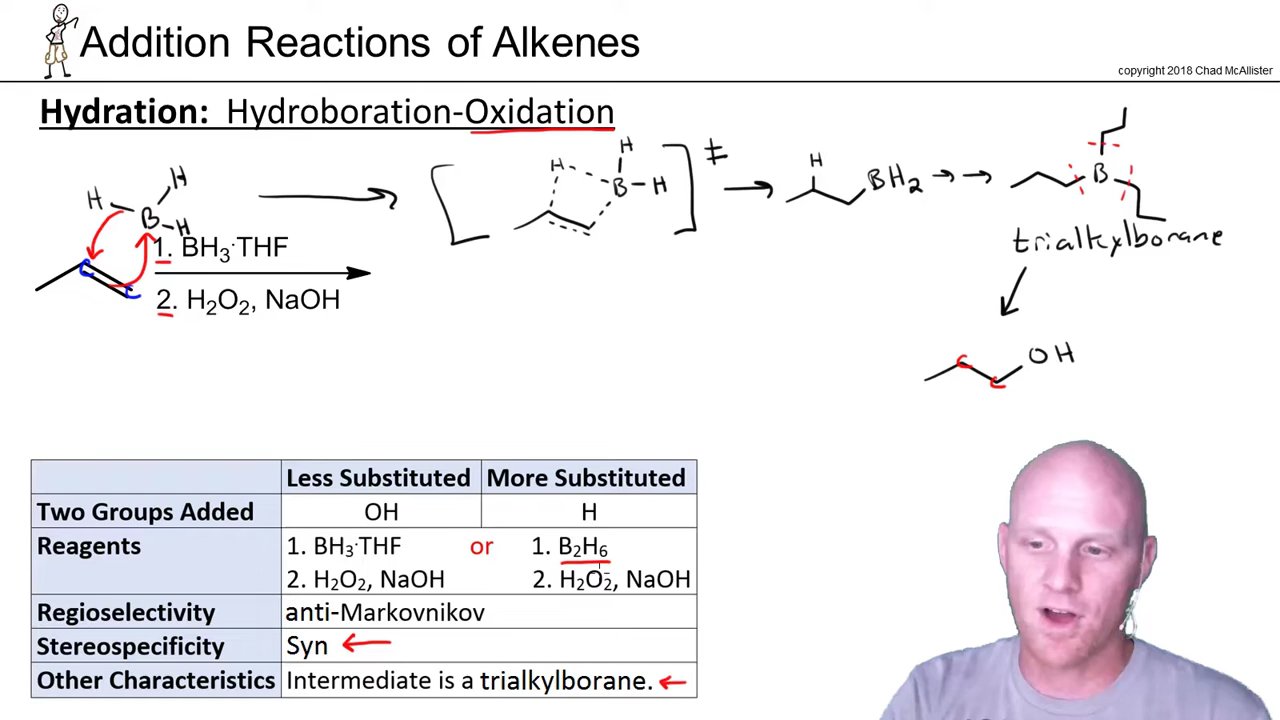 Addition Reactions of Alkenes
copyright 2018 Chad McAllister
Hydration: Hydroboration-Oxidation
H H B H
1. BH3·THF
2. H2O2, NaOH
H H B H ‡
H BH2
B
trialkylborane
OH
Less Substituted More Substituted
Two Groups Added OH H
Reagents 1. BH3·THF or 1. B2H6
2. H2O2, NaOH 2. H2O2, NaOH
Regioselectivity anti-Markovnikov
Stereospecificity Syn
Other Characteristics Intermediate is a trialkylborane.